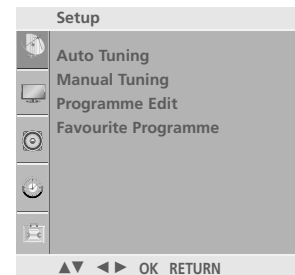 Setup
Auto Tuning
Manual Tuning
Programme Edit
Favourite Programme
▲▼ ◄ ► OK RETURN